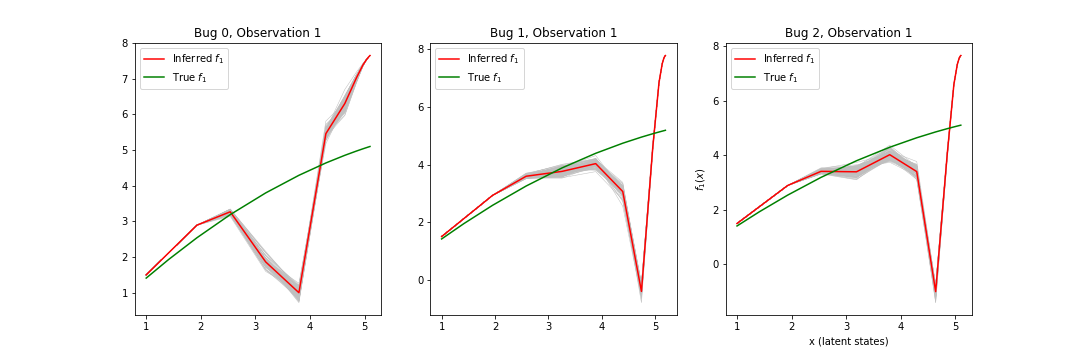 Bug 0, Observation 1
8
7
6
5
4
3
2
1
Inferred f₁
True f₁
1 2 3 4 5
Bug 1, Observation 1
8
6
4
2
0
Inferred f₁
True f₁
1 2 3 4 5
Bug 2, Observation 1
8
6
4
2
0
f₁(x)
Inferred f₁
True f₁
1 2 3 4 5
x (latent states)